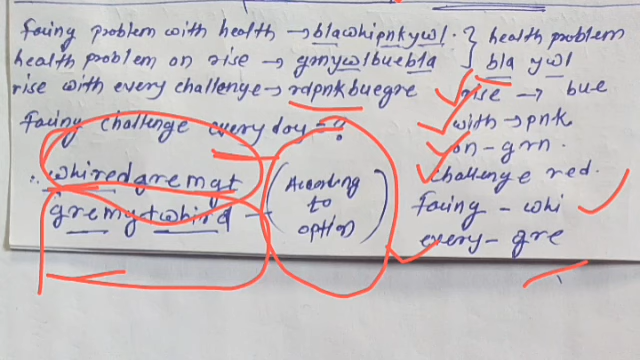 facing problem with health → blawhipnkywl. } health problem
health problem on rise → grnywlbuebla bla ywl
rise with every challenge → rdpnkbuegre rise → bue
facing challenge every day = ? with → pnk
on - grn.
∴ whiredgremgt (According to option) challenge red.
gremgtwhird facing - whi
every - gre